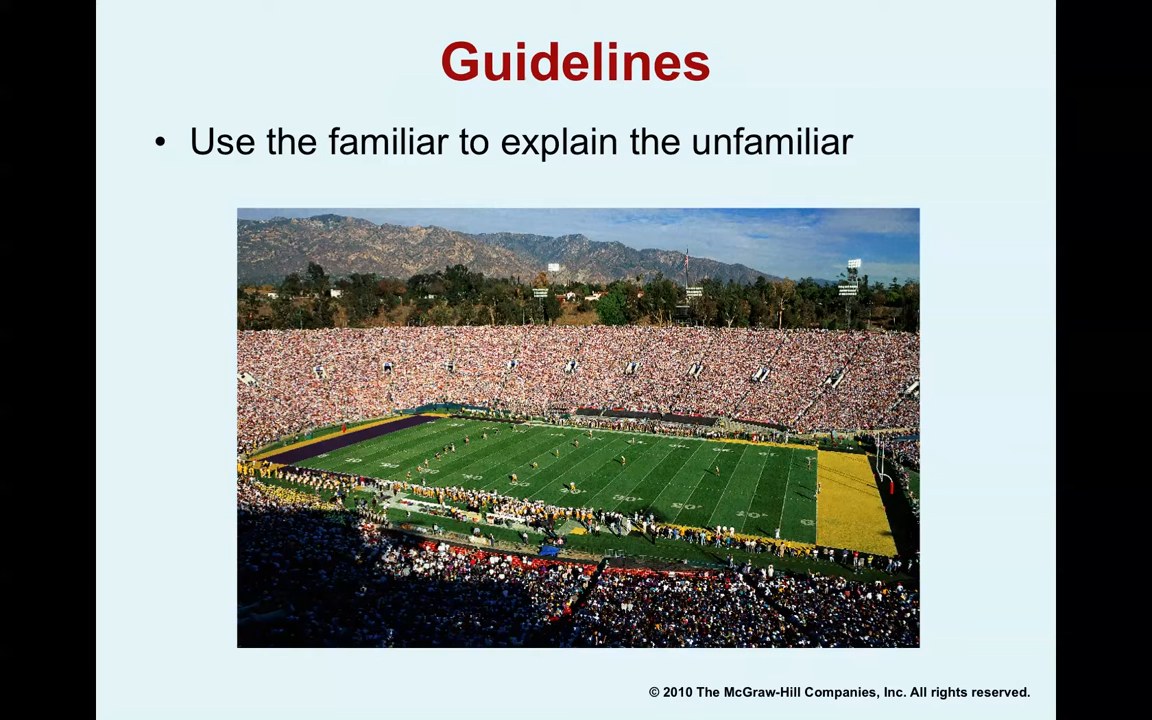 Guidelines
• Use the familiar to explain the unfamiliar
© 2010 The McGraw-Hill Companies, Inc. All rights reserved.